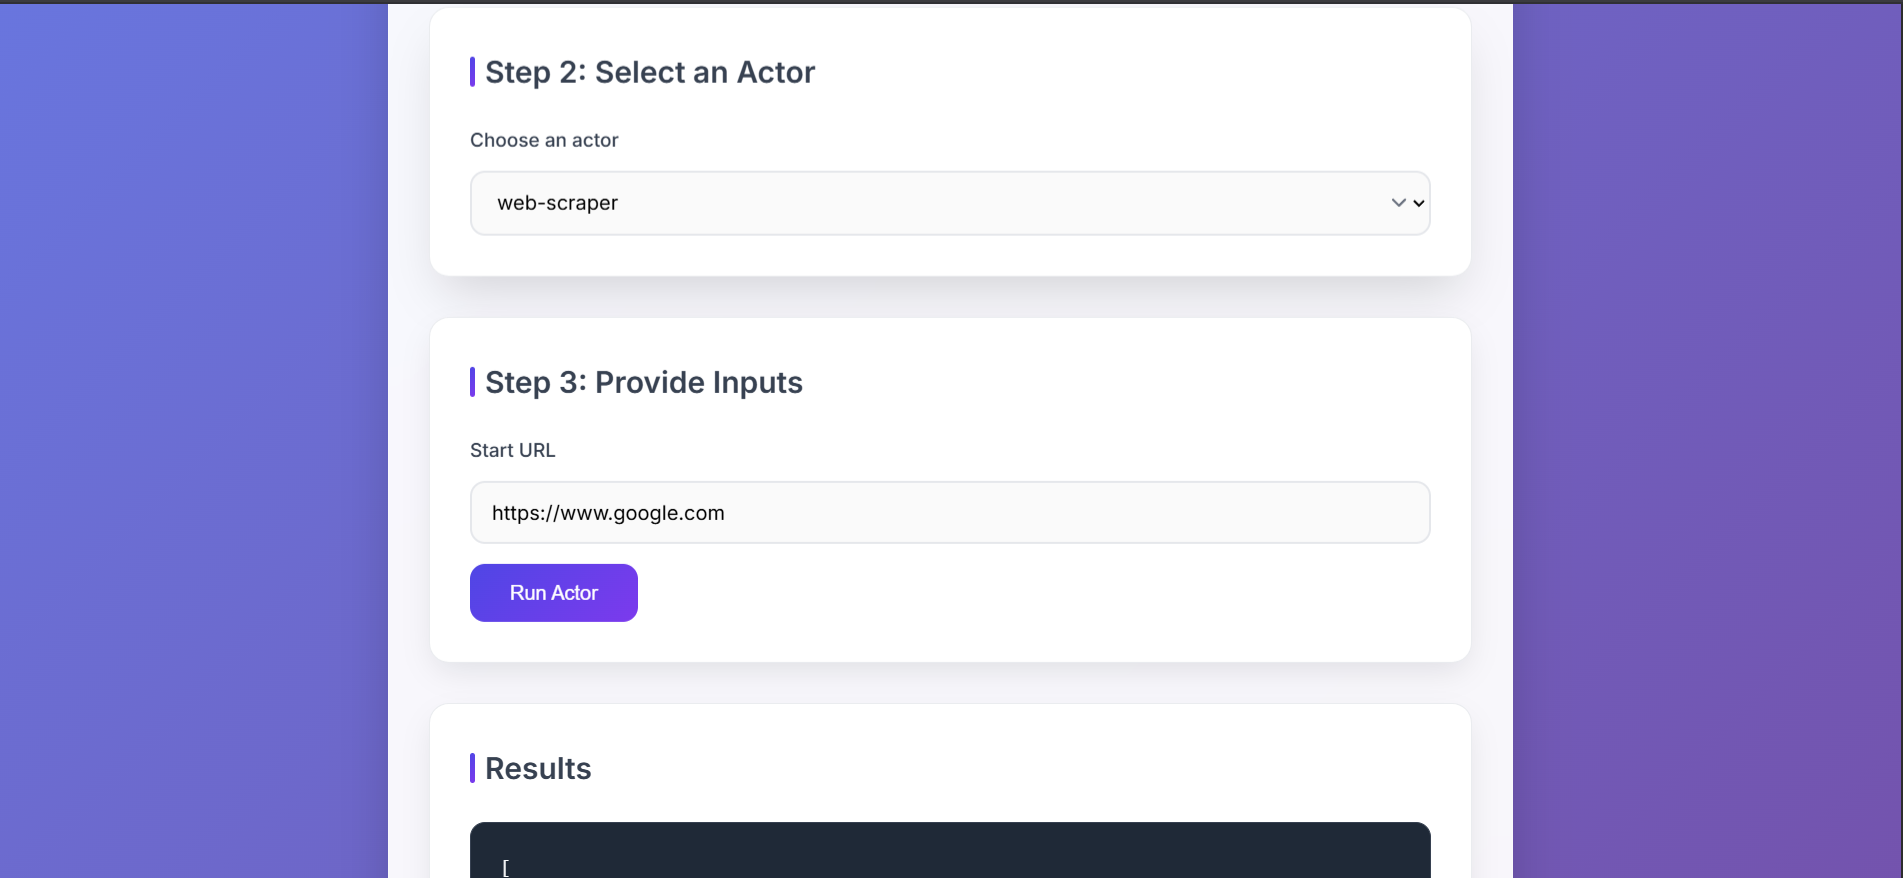 Step 2: Select an Actor
Choose an actor
web-scraper
Step 3: Provide Inputs
Start URL
https://www.google.com
Run Actor
Results
[